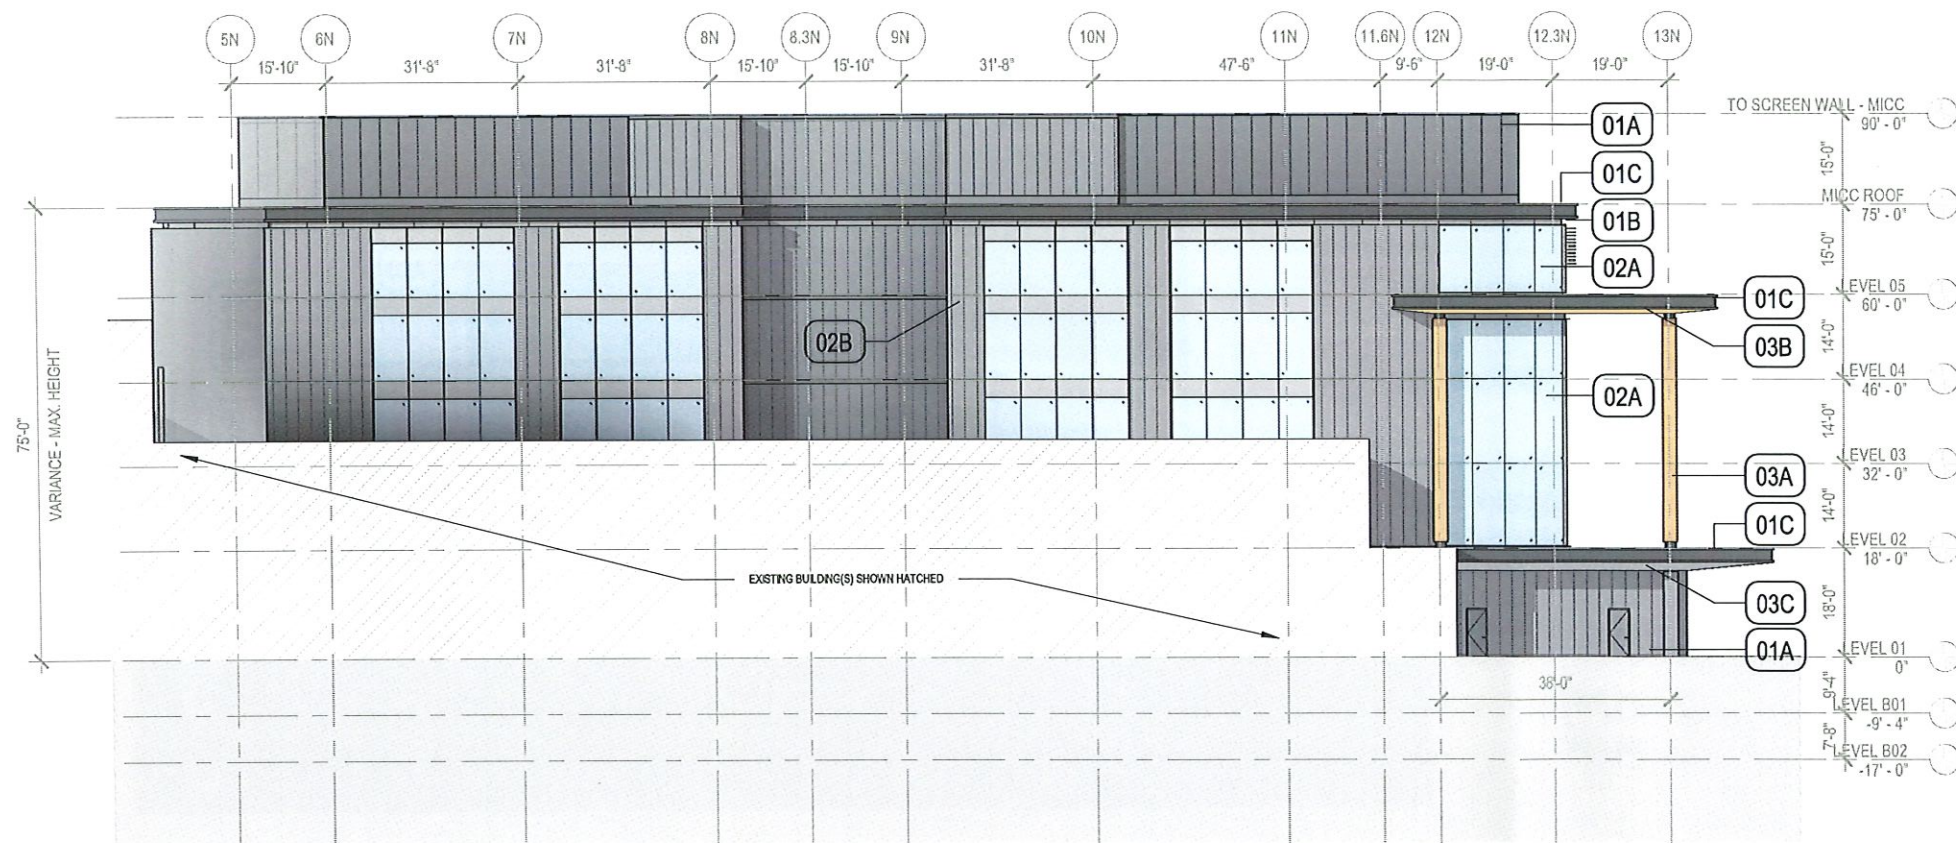 5N 6N 7N 8N 8.3N 9N 10N 11N 11.6N 12N 12.3N 13N
15'-10" 31'-8" 31'-8" 15'-10" 15'-10" 31'-8" 47'-6" 9'-6" 19'-0" 19'-0"
TO SCREEN WALL - MICC
90' - 0"
01A
15'-0"
01C
MICC ROOF
75' - 0"
01B
15'-0"
02A
LEVEL 05
60' - 0"
01C
02B
03B
14'-0"
LEVEL 04
46' - 0"
02A
14'-0"
75'-0"
VARIANCE - MAX. HEIGHT
LEVEL 03
32' - 0"
03A
14'-0"
01C
LEVEL 02
18' - 0"
EXISTING BUILDING(S) SHOWN HATCHED
03C
18'-0"
01A
LEVEL 01
0"
38'-0"
9'-4"
LEVEL B01
-9' - 4"
7'-8"
LEVEL B02
-17' - 0"